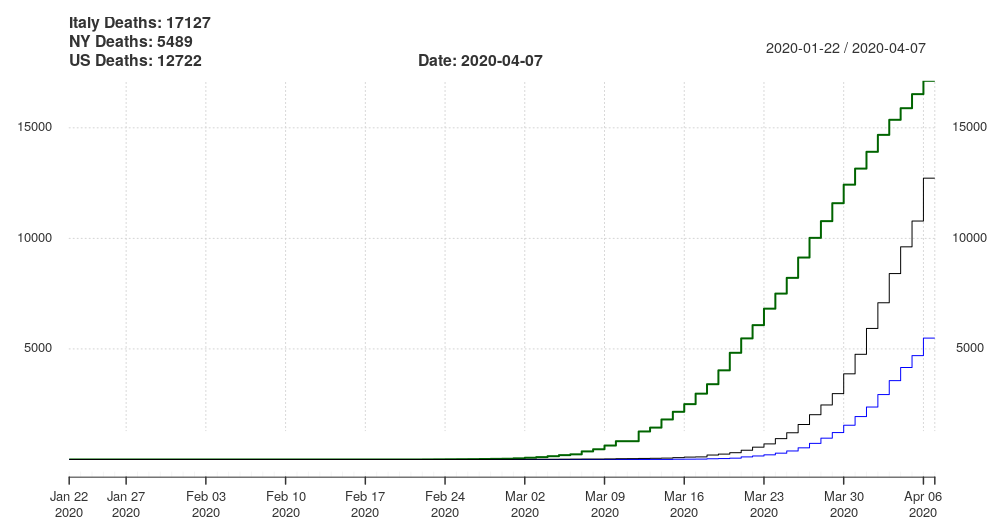 Italy Deaths: 17127
NY Deaths: 5489
US Deaths: 12722
Date: 2020-04-07
2020-01-22 / 2020-04-07
15000 15000
10000 10000
5000 5000
Jan 22 Jan 27 Feb 03 Feb 10 Feb 17 Feb 24 Mar 02 Mar 09 Mar 16 Mar 23 Mar 30 Apr 06
2020 2020 2020 2020 2020 2020 2020 2020 2020 2020 2020 2020